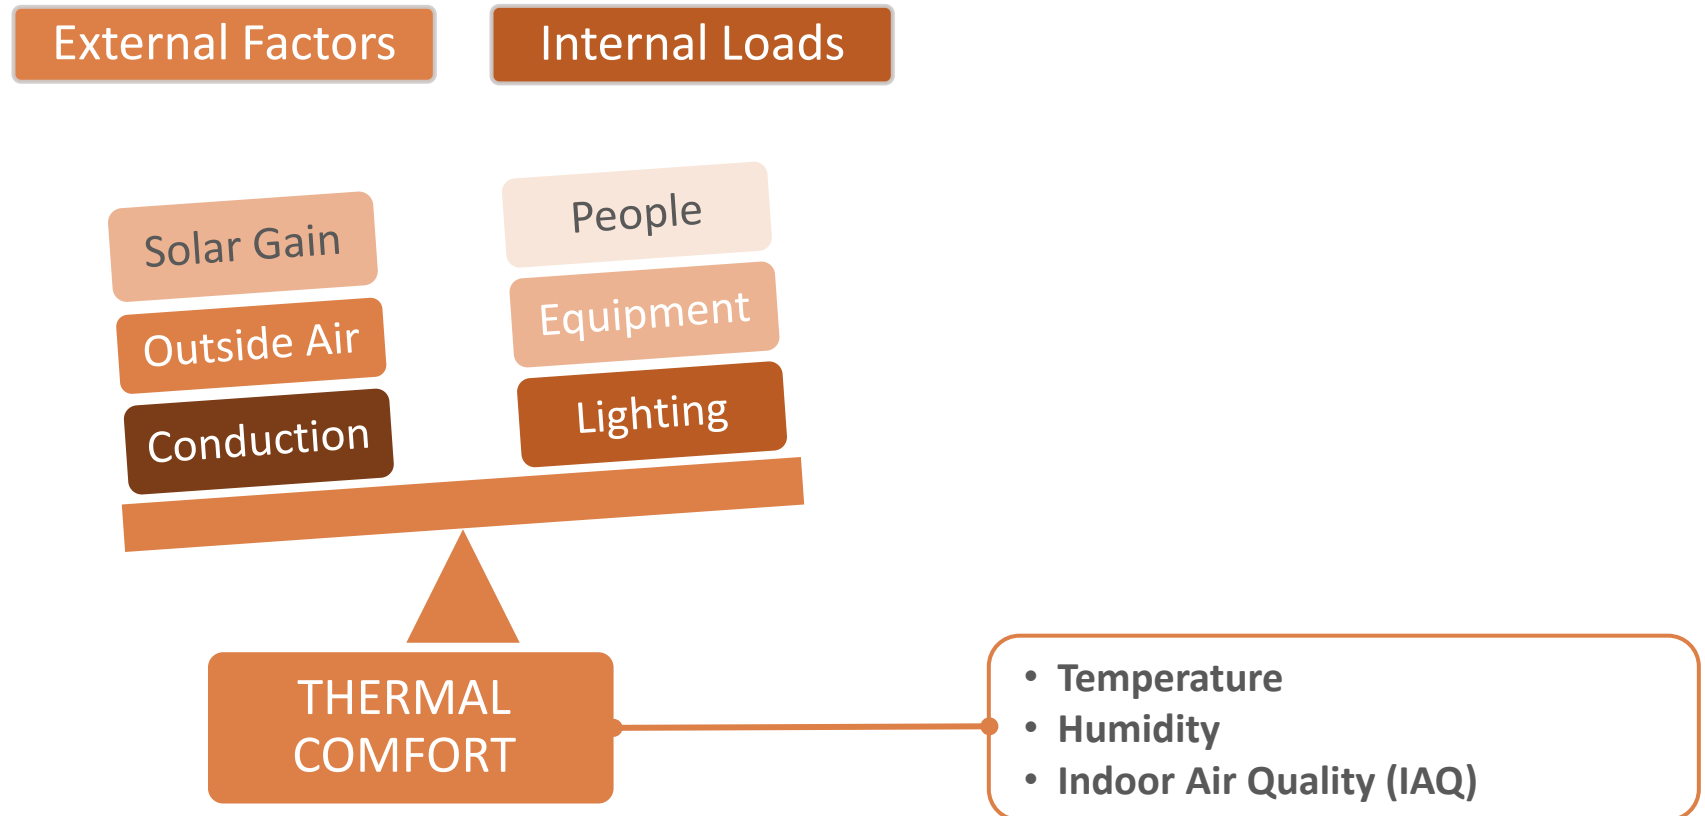 External Factors
Internal Loads
Solar Gain
Outside Air
Conduction
People
Equipment
Lighting
THERMAL
COMFORT
• Temperature
• Humidity
• Indoor Air Quality (IAQ)